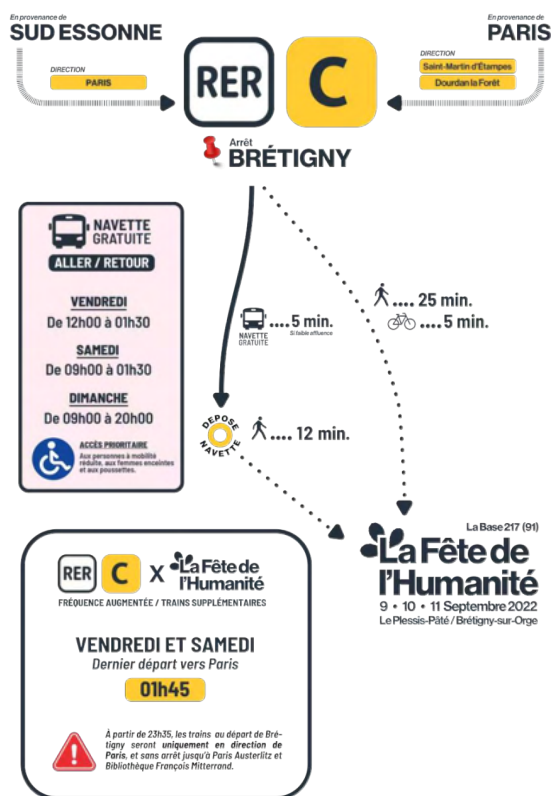 En provenance de
SUD ESSONNE
DIRECTION
PARIS
RER C
En provenance de
PARIS
DIRECTION
Saint-Martin d'Étampes
Dourdan la Forêt
Arrêt
BRÉTIGNY
NAVETTE
GRATUITE
ALLER / RETOUR
VENDREDI
De 12h00 à 01h30
SAMEDI
De 09h00 à 01h30
DIMANCHE
De 09h00 à 20h00
ACCÈS PRIORITAIRE
Aux personnes à mobilité
réduite, aux femmes enceintes
et aux poussettes.
.... 5 min.
Si faible affluence
NAVETTE
GRATUITE
.... 25 min.
.... 5 min.
DEPOSE
NAVETTE
.... 12 min.
La Base 217 (91)
La Fête de
l'Humanité
9 • 10 • 11 Septembre 2022
Le Plessis-Pâté / Brétigny-sur-Orge
RER C X La Fête de
l'Humanité
FRÉQUENCE AUGMENTÉE / TRAINS SUPPLÉMENTAIRES
VENDREDI ET SAMEDI
Dernier départ vers Paris
01h45
À partir de 23h35, les trains au départ de Bré-
tigny seront uniquement en direction de
Paris, et sans arrêt jusqu'à Paris Austerlitz et
Bibliothèque François Mitterrand.